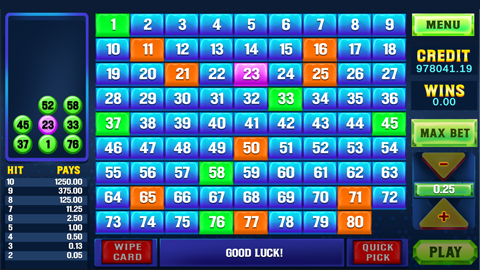 1 2 3 4 5 6 7 8 9
10 11 12 13 14 15 16 17 18
19 20 21 22 23 24 25 26 27
28 29 30 31 32 33 34 35 36
37 38 39 40 41 42 43 44 45
46 47 48 49 50 51 52 53 54
55 56 57 58 59 60 61 62 63
64 65 66 67 68 69 70 71 72
73 74 75 76 77 78 79 80
52 58
45 23 33
37 1 76
HIT PAYS
10 1250.00
9 375.00
8 125.00
7 11.25
6 2.50
5 1.00
4 0.50
3 0.13
2 0.05
WIPE
CARD
GOOD LUCK!
QUICK
PICK
MENU
CREDIT
978041.19
WINS
0.00
MAX BET
-
0.25
+
PLAY